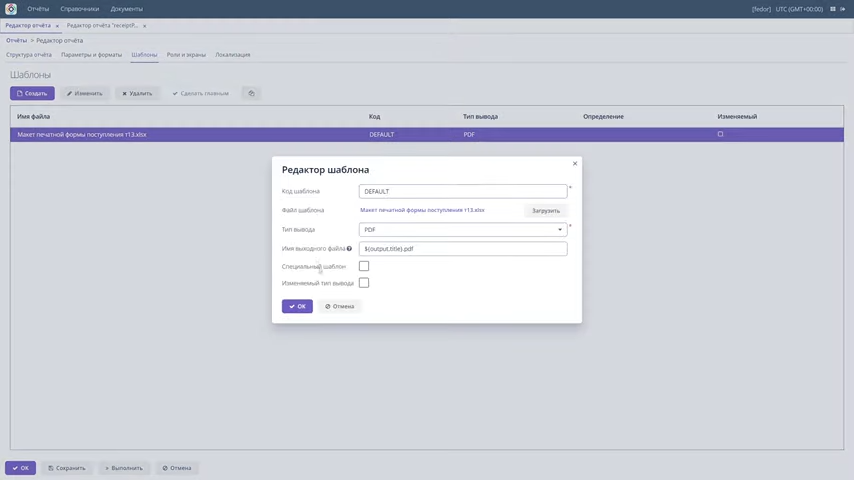 Отчёты Справочники Документы [fedor] UTC (GMT+00:00)
Редактор отчёта × Редактор отчёта "receiptP... ×
Отчёты > Редактор отчёта
Структура отчёта Параметры и форматы Шаблоны Роли и экраны Локализация
Шаблоны
Создать Изменить Удалить Сделать главным
Имя файла Код Тип вывода Определение Изменяемый
Макет печатной формы поступления т13.xlsx DEFAULT PDF
Редактор шаблона
Код шаблона DEFAULT *
Файл шаблона Макет печатной формы поступления т13.xlsx Загрузить
Тип вывода PDF *
Имя выходного файла ${output.title}.pdf
Специальный шаблон
Изменяемый тип вывода
OK Отмена
OK Сохранить Выполнить Отмена